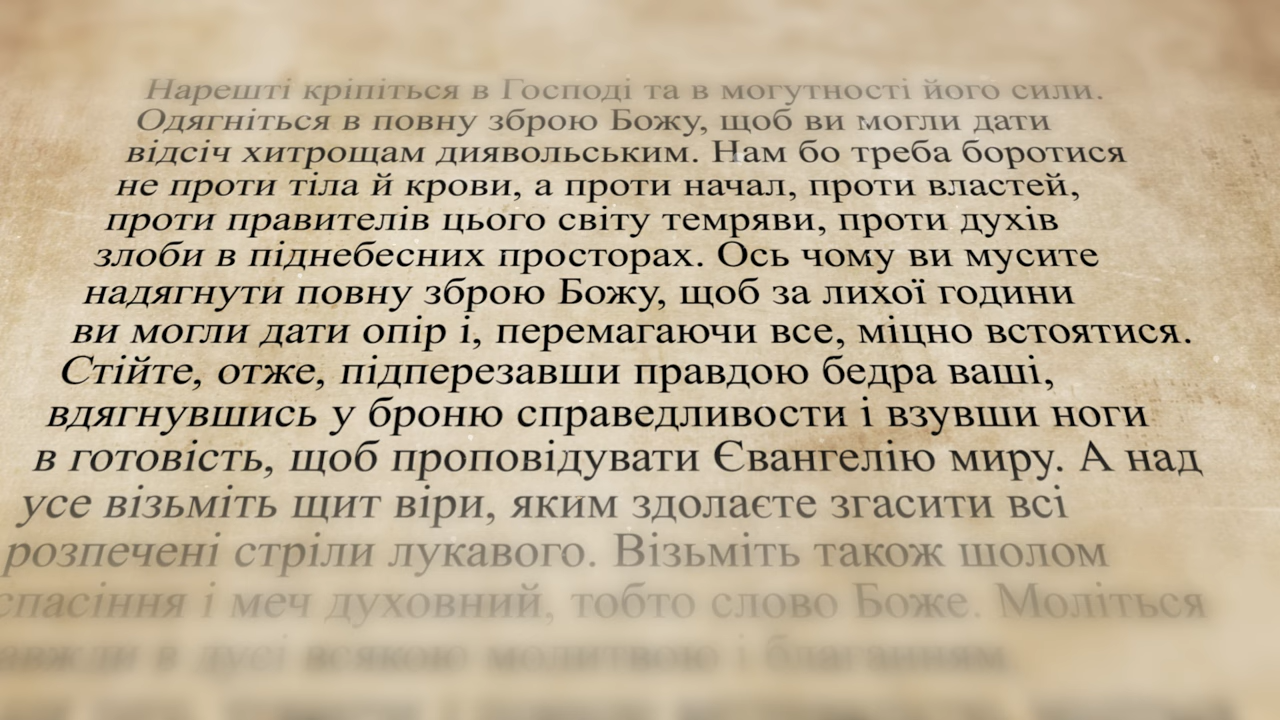 Нарешті кріпіться в Господі та в могутності його сили.
Одягніться в повну зброю Божу, щоб ви могли дати
відсіч хитрощам диявольським. Нам бо треба боротися
не проти тіла й крови, а проти начал, проти властей,
проти правителів цього світу темряви, проти духів
злоби в піднебесних просторах. Ось чому ви мусите
надягнути повну зброю Божу, щоб за лихої години
ви могли дати опір і, перемагаючи все, міцно встоятися.
Стійте, отже, підперезавши правдою бедра ваші,
вдягнувшись у броню справедливости і взувши ноги
в готовість, щоб проповідувати Євангелію миру. А над
усе візьміть щит віри, яким здолаєте згасити всі
розпечені стріли лукавого. Візьміть також шолом
спасіння і меч духовний, тобто слово Боже. Моліться
завжди в дусі всякою молитвою і благанням.